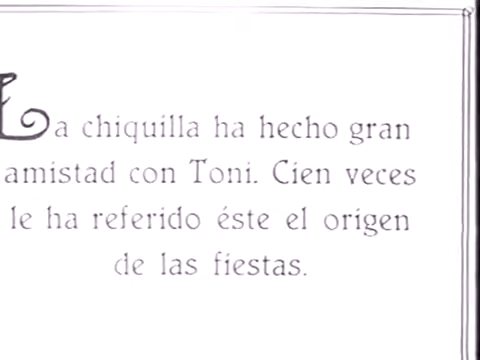 La chiquilla ha hecho gran
amistad con Toni. Cien veces
le ha referido éste el origen
de las fiestas.